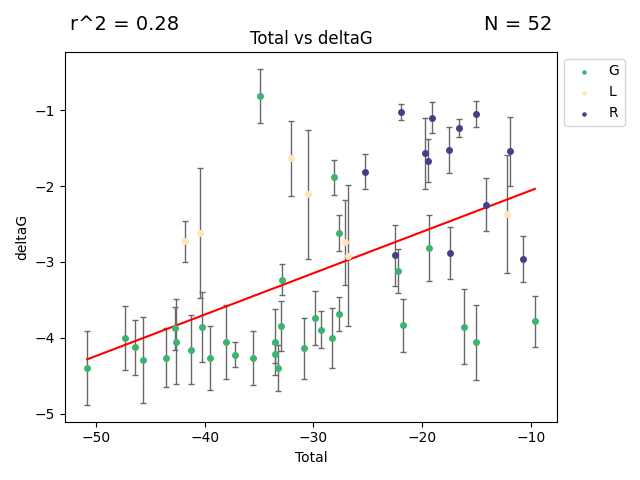 r^2 = 0.28
N = 52
Total vs deltaG
G
L
R
−1
−2
−3
−4
−5
deltaG
−50
−40
−30
−20
−10
Total